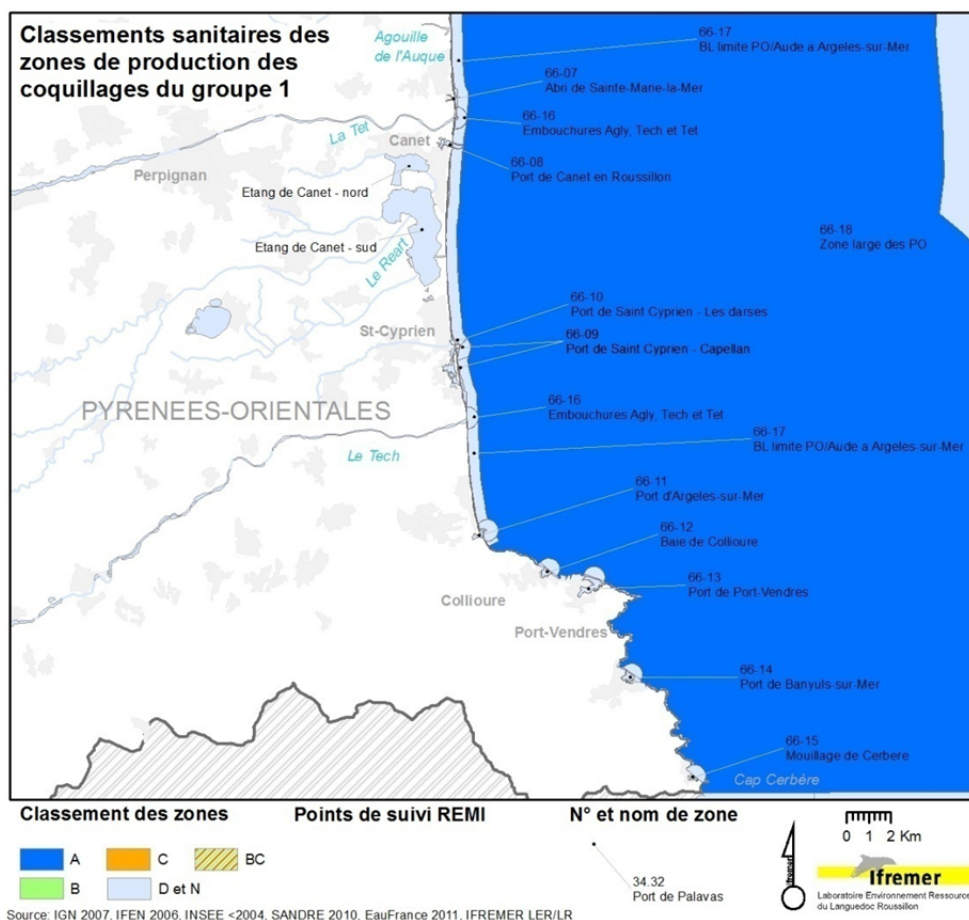 Classements sanitaires des
zones de production des
coquillages du groupe 1
Agouille
de l'Auque
66-17
BL limite PO/Aude a Argeles-sur-Mer
66-07
Abri de Sainte-Marie-la-Mer
66-16
Embouchures Agly, Tech et Tet
La Tet
Canet
66-08
Port de Canet en Roussillon
Perpignan
Etang de Canet - nord
66-18
Zone large des PO
Etang de Canet - sud
Le Reart
66-10
Port de Saint Cyprien - Les darses
St-Cyprien
66-09
Port de Saint Cyprien - Capellan
PYRENEES-ORIENTALES
66-16
Embouchures Agly, Tech et Tet
66-17
BL limite PO/Aude a Argeles-sur-Mer
Le Tech
66-11
Port d'Argeles-sur-Mer
66-12
Baie de Collioure
66-13
Port de Port-Vendres
Collioure
Port-Vendres
66-14
Port de Banyuls-sur-Mer
66-15
Mouillage de Cerbere
Cap Cerbère
Classement des zones
A
C
BC
B
D et N
Points de suivi REMI
N° et nom de zone
34.32
Port de Palavas
0 1 2 Km
Ifremer
Ifremer
Laboratoire Environnement Ressource
du Languedoc Roussillon
Source: IGN 2007, IFEN 2006, INSEE <2004, SANDRE 2010, EauFrance 2011, IFREMER LER/LR